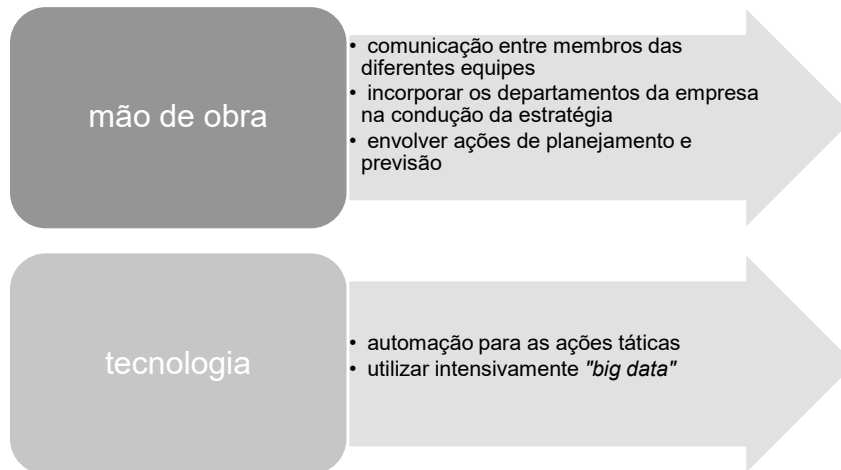 mão de obra
• comunicação entre membros das
diferentes equipes
• incorporar os departamentos da empresa
na condução da estratégia
• envolver ações de planejamento e
previsão
tecnologia
• automação para as ações táticas
• utilizar intensivamente "big data"